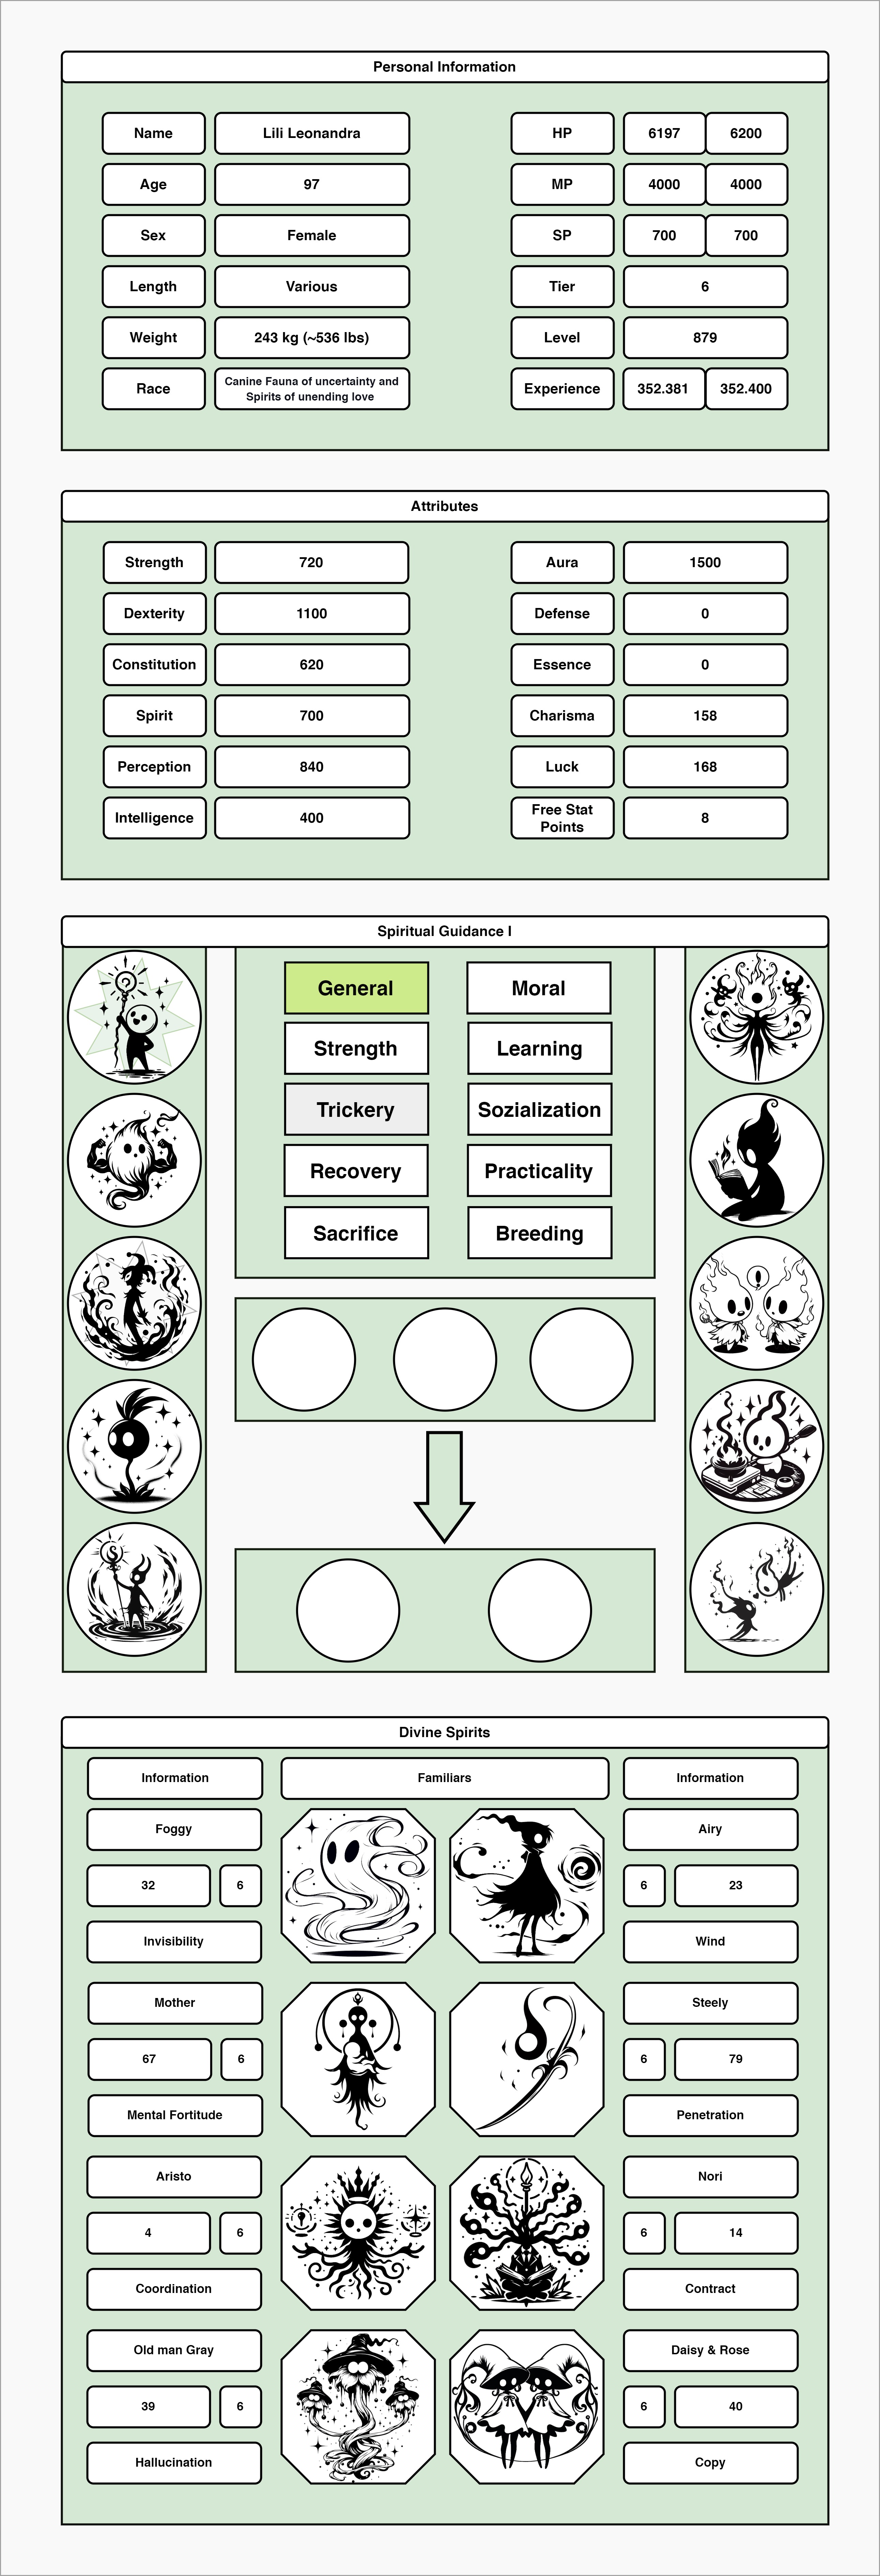 Personal Information
Name
Lili Leonandra
HP
6197
6200
Age
97
MP
4000
4000
Sex
Female
SP
700
700
Length
Various
Tier
6
Weight
243 kg (~536 lbs)
Level
879
Race
Canine Fauna of uncertainty and
Spirits of unending love
Experience
352.381
352.400
Attributes
Strength
720
Aura
1500
Dexterity
1100
Defense
0
Constitution
620
Essence
0
Spirit
700
Charisma
158
Perception
840
Luck
168
Intelligence
400
Free Stat
Points
8
Spiritual Guidance I
General
Moral
Strength
Learning
Trickery
Sozialization
Recovery
Practicality
Sacrifice
Breeding
Divine Spirits
Information
Familiars
Information
Foggy
Airy
32
6
6
23
Invisibility
Wind
Mother
Steely
67
6
6
79
Mental Fortitude
Penetration
Aristo
Nori
4
6
6
14
Coordination
Contract
Old man Gray
Daisy & Rose
39
6
6
40
Hallucination
Copy